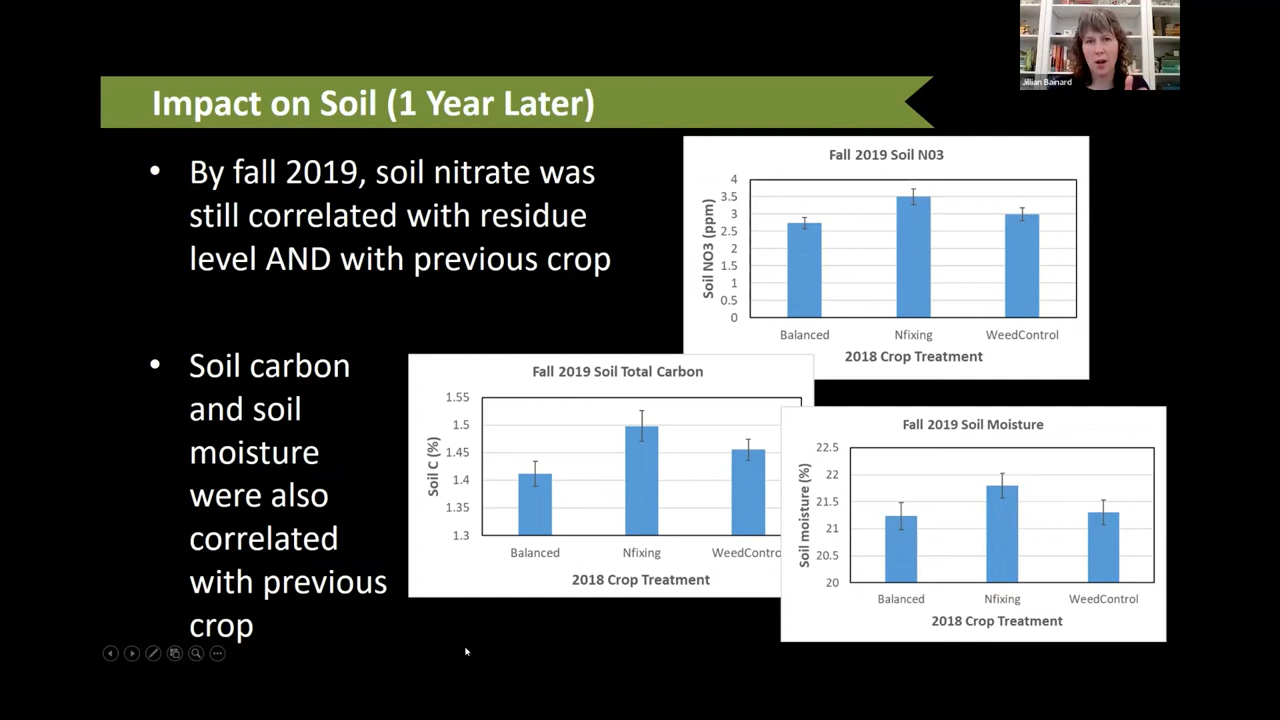 Jillian Bainard
Impact on Soil (1 Year Later)
• By fall 2019, soil nitrate was
still correlated with residue
level AND with previous crop
• Soil carbon
and soil
moisture
were also
correlated
with previous
crop
Fall 2019 Soil N03
Soil NO3 (ppm)
4
3.5
3
2.5
2
1.5
1
0.5
0
Balanced Nfixing WeedControl
2018 Crop Treatment
Fall 2019 Soil Total Carbon
Soil C (%)
1.55
1.5
1.45
1.4
1.35
1.3
Balanced Nfixing WeedContro
2018 Crop Treatment
Fall 2019 Soil Moisture
Soil moisture (%)
22.5
22
21.5
21
20.5
20
Balanced Nfixing WeedControl
2018 Crop Treatment